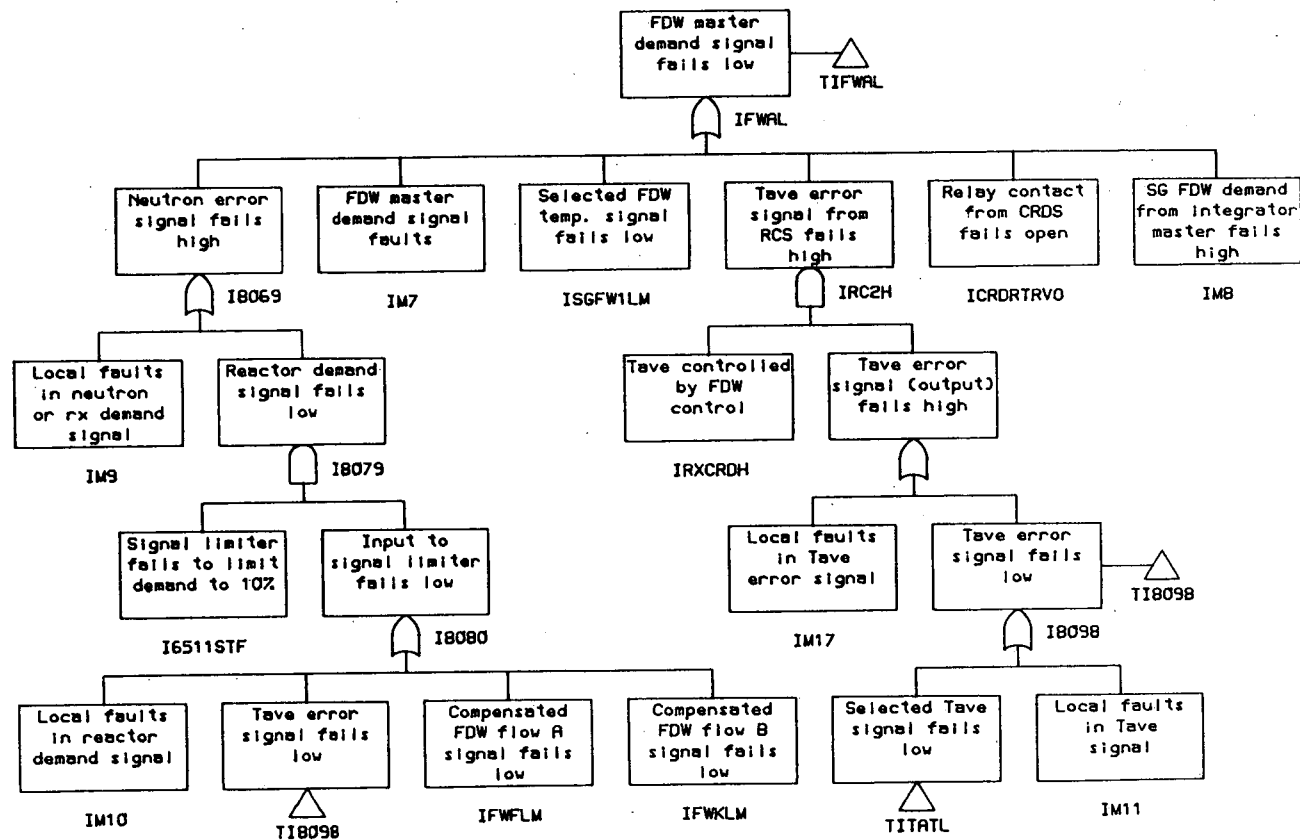 FDW master
demand signal
fails low
TIFWAL
IFWAL
Neutron error
signal fails
high
FDW master
demand signal
faults
Selected FDW
temp. signal
fails low
Tave error
signal from
RCS fails
high
Relay contact
from CRDS
fails open
SG FDW demand
from integrator
master fails
high
I8069
IM7
ISGFW1LM
IRC2H
ICRDRTRVO
IM8
Local faults
in neutron
or rx demand
signal
Reactor demand
signal fails
low
Tave controlled
by FDW
control
Tave error
signal (output)
fails high
IM9
I8079
IRXCRDH
Signal limiter
fails to limit
demand to 10%
Input to
signal limiter
fails low
Local faults
in Tave
error signal
Tave error
signal fails
low
TI8098
I6511STF
I8080
IM17
I8098
Local faults
in reactor
demand signal
Tave error
signal fails
low
Compensated
FDW flow A
signal fails
low
Compensated
FDW flow B
signal fails
low
Selected Tave
signal fails
low
Local faults
in Tave
signal
IM10
TI8098
IFWFLM
IFWKLM
TITATL
IM11